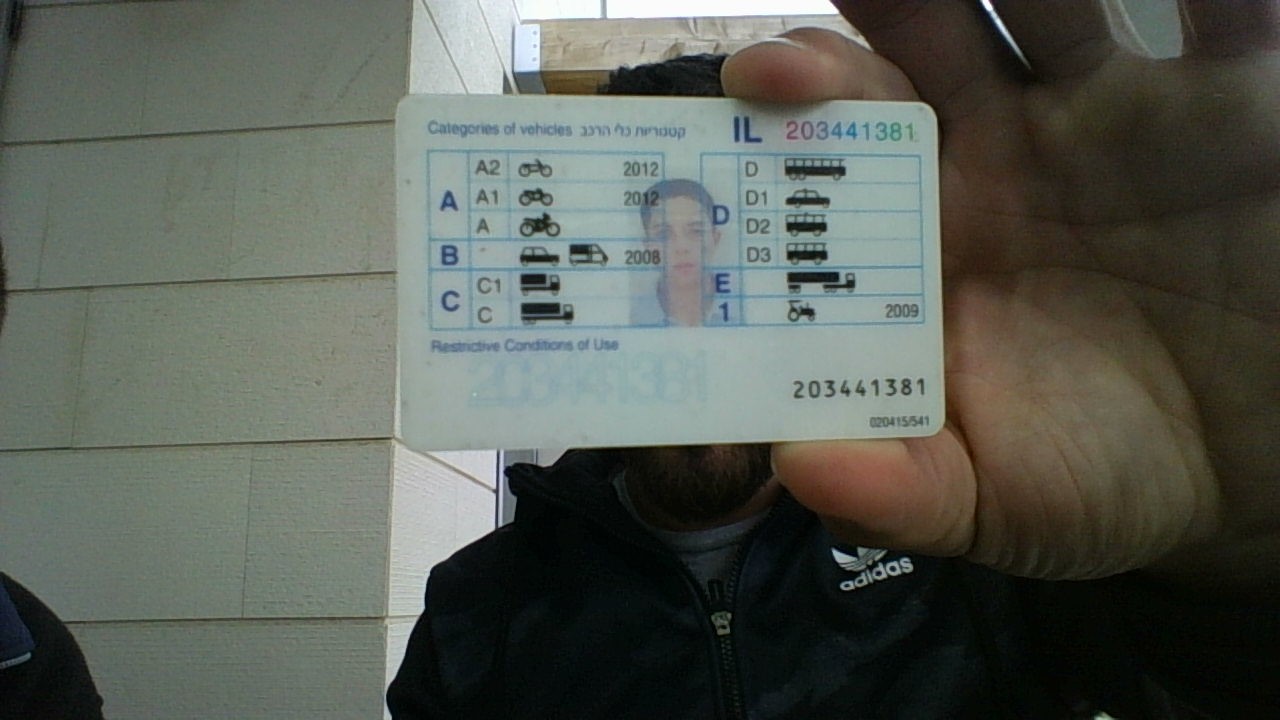 Categories of vehicles קטגוריות כלי הרכב IL 203441381
A A2 2012
A1 2012
A
B 2008
C C1
C
D D
D1
D2
D3
E
1 2009
Restrictive Conditions of Use
203441381
203441381
020415/541
adidas